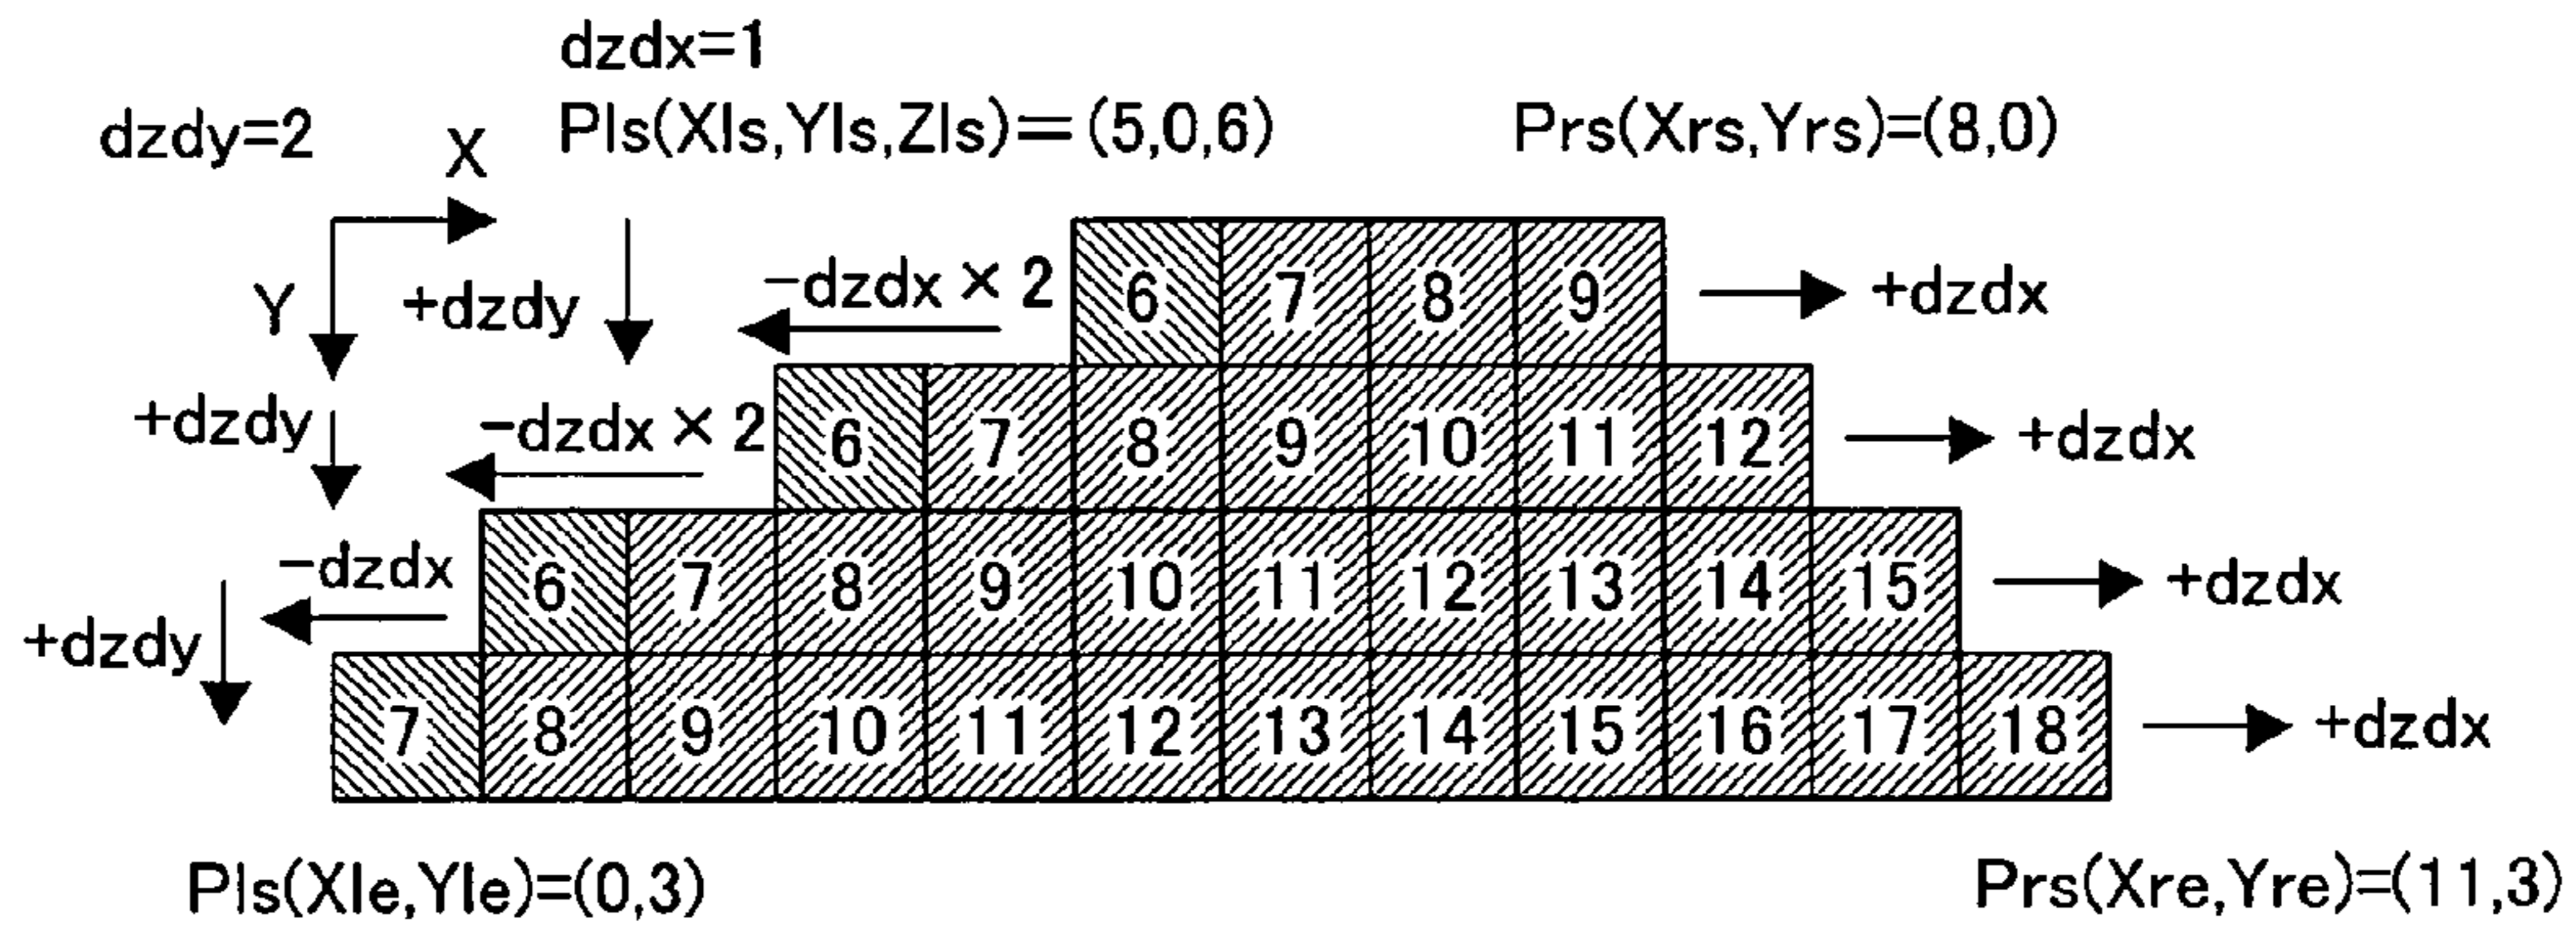 dzdx=1
dzdy=2 X Pls(Xls,Yls,Zls)=(5,0,6) Prs(Xrs,Yrs)=(8,0)
Y +dzdy −dzdx × 2 6 7 8 9 +dzdx
+dzdy −dzdx × 2 6 7 8 9 10 11 12 +dzdx
−dzdx 6 7 8 9 10 11 12 13 14 15 +dzdx
+dzdy 7 8 9 10 11 12 13 14 15 16 17 18 +dzdx
Pls(Xle,Yle)=(0,3) Prs(Xre,Yre)=(11,3)